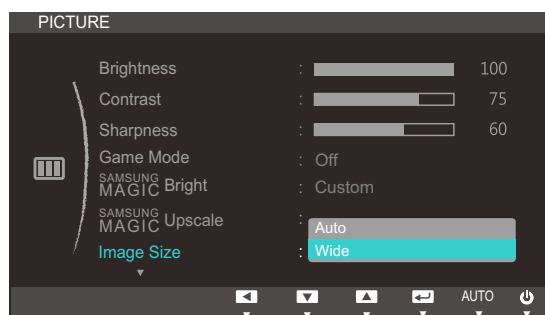 PICTURE
Brightness : 100
Contrast : 75
Sharpness : 60
Game Mode : Off
SAMSUNG MAGIC Bright : Custom
SAMSUNG MAGIC Upscale :
Auto
Image Size : Wide
AUTO